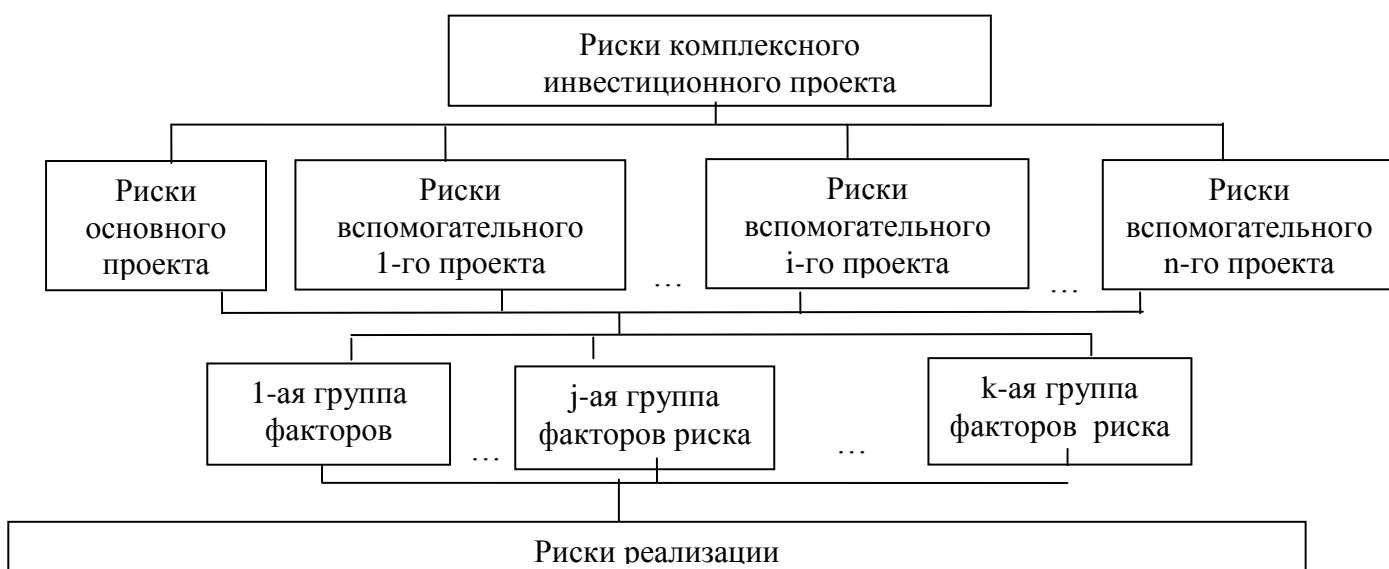 Риски комплексного
инвестиционного проекта
Риски
основного
проекта
Риски
вспомогательного
1-го проекта
…
Риски
вспомогательного
i-го проекта
…
Риски
вспомогательного
n-го проекта
1-ая группа
факторов
…
j-ая группа
факторов риска
…
k-ая группа
факторов риска
Риски реализации